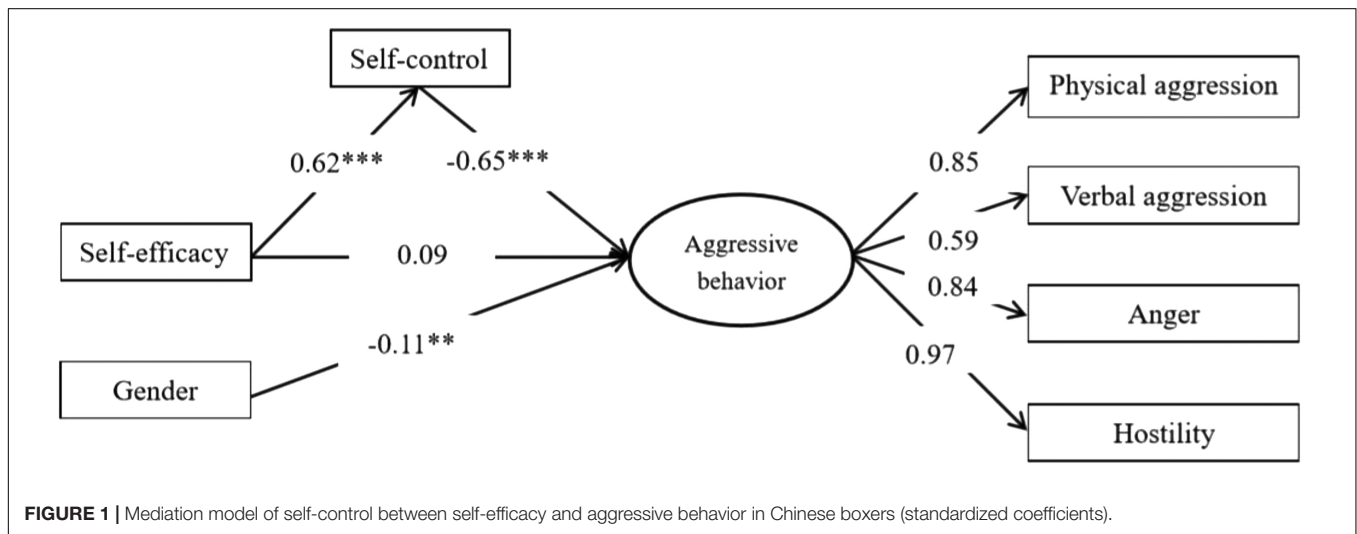 Self-control
Physical aggression
0.62***
-0.65***
0.85
Verbal aggression
Self-efficacy
0.09
Aggressive
behavior
0.59
0.84
Anger
-0.11**
0.97
Gender
Hostility
FIGURE 1 | Mediation model of self-control between self-efficacy and aggressive behavior in Chinese boxers (standardized coefficients).